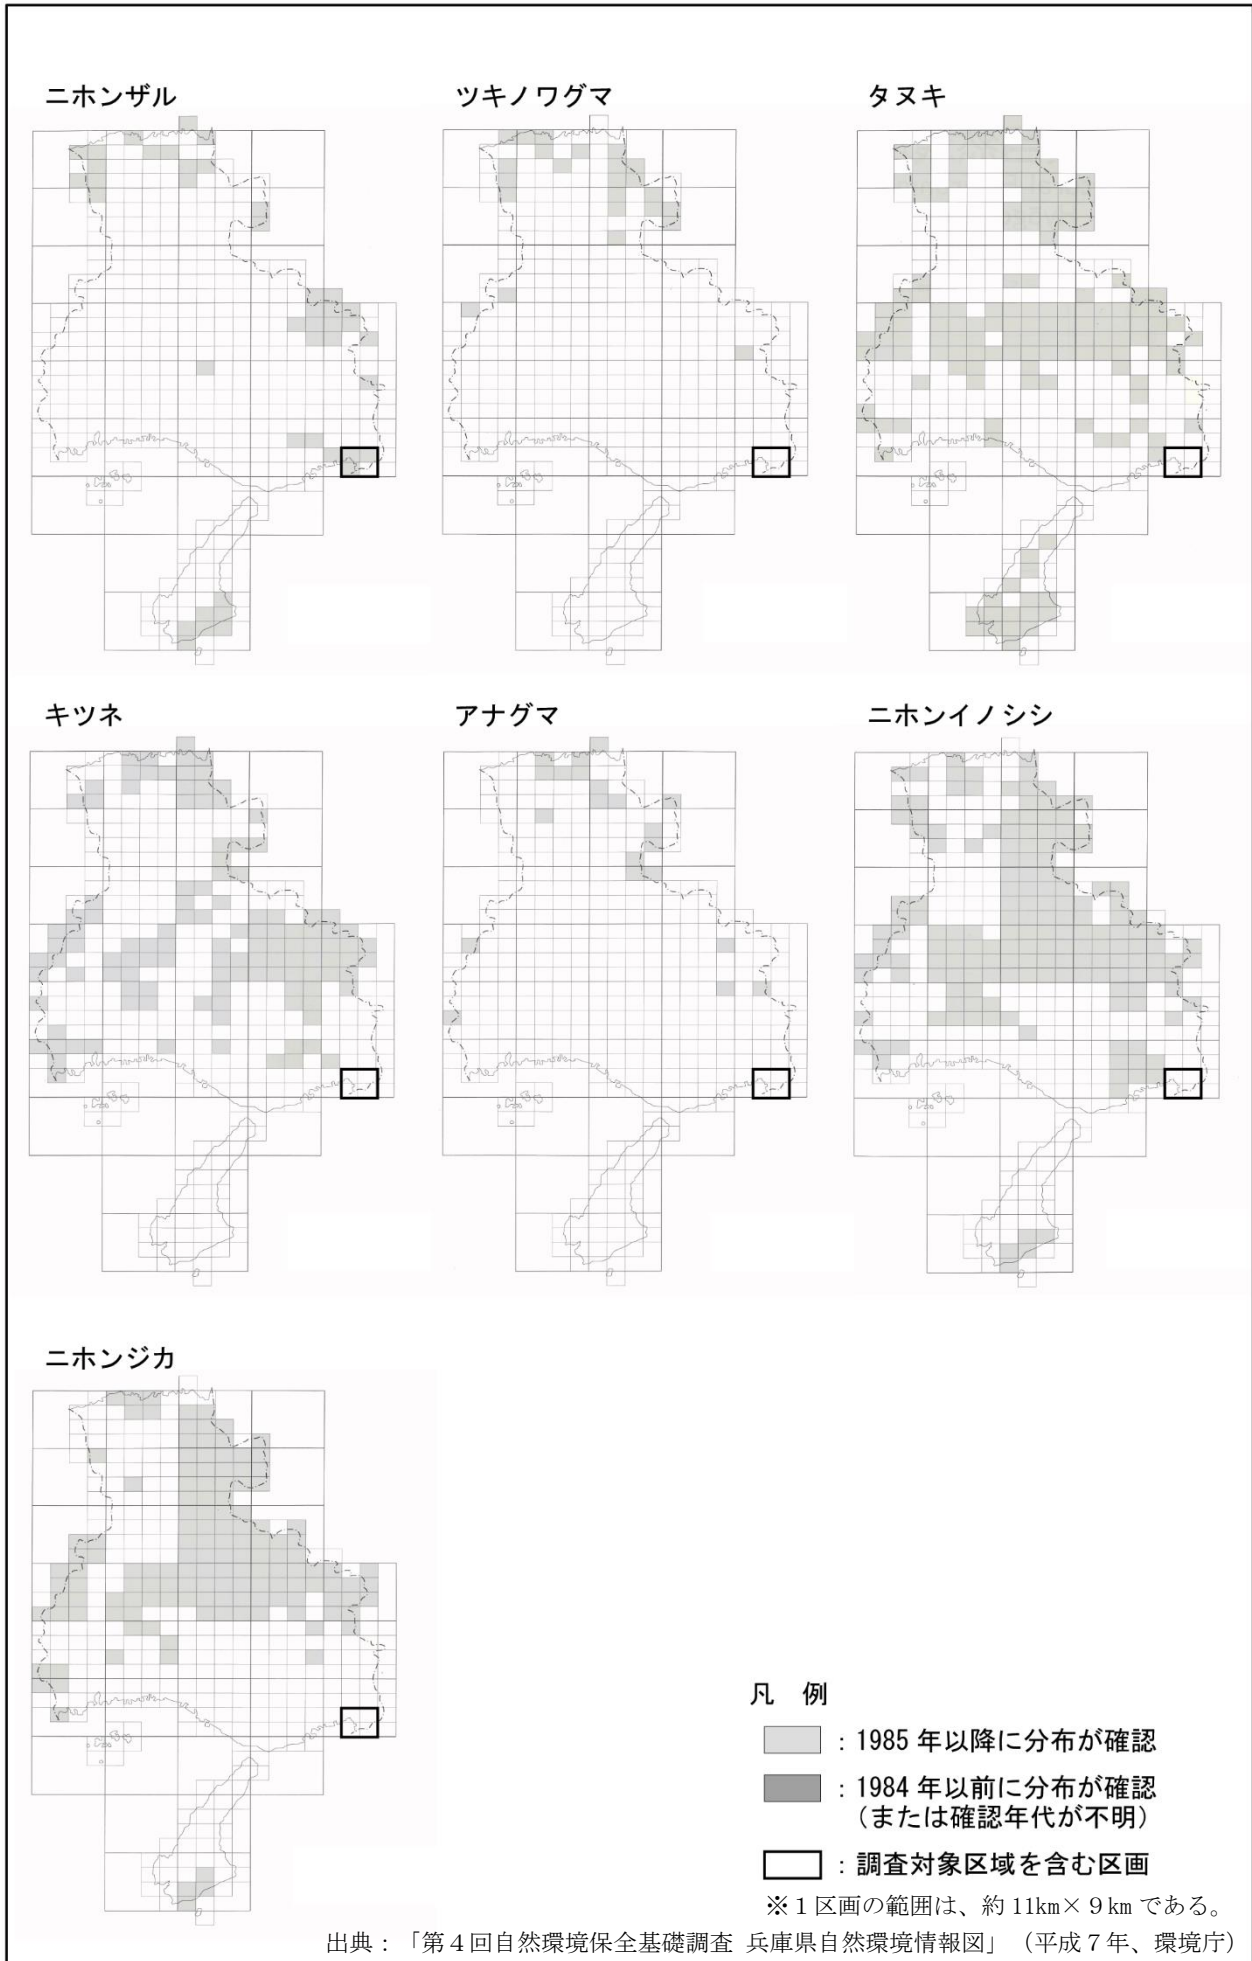 ニホンザル
ツキノワグマ
タヌキ
キツネ
アナグマ
ニホンイノシシ
ニホンジカ
凡　例
：1985 年以降に分布が確認
：1984 年以前に分布が確認
（または確認年代が不明）
：調査対象区域を含む区画
※１区画の範囲は、約 11km×９km である。
出典：「第４回自然環境保全基礎調査 兵庫県自然環境情報図」（平成７年、環境庁）